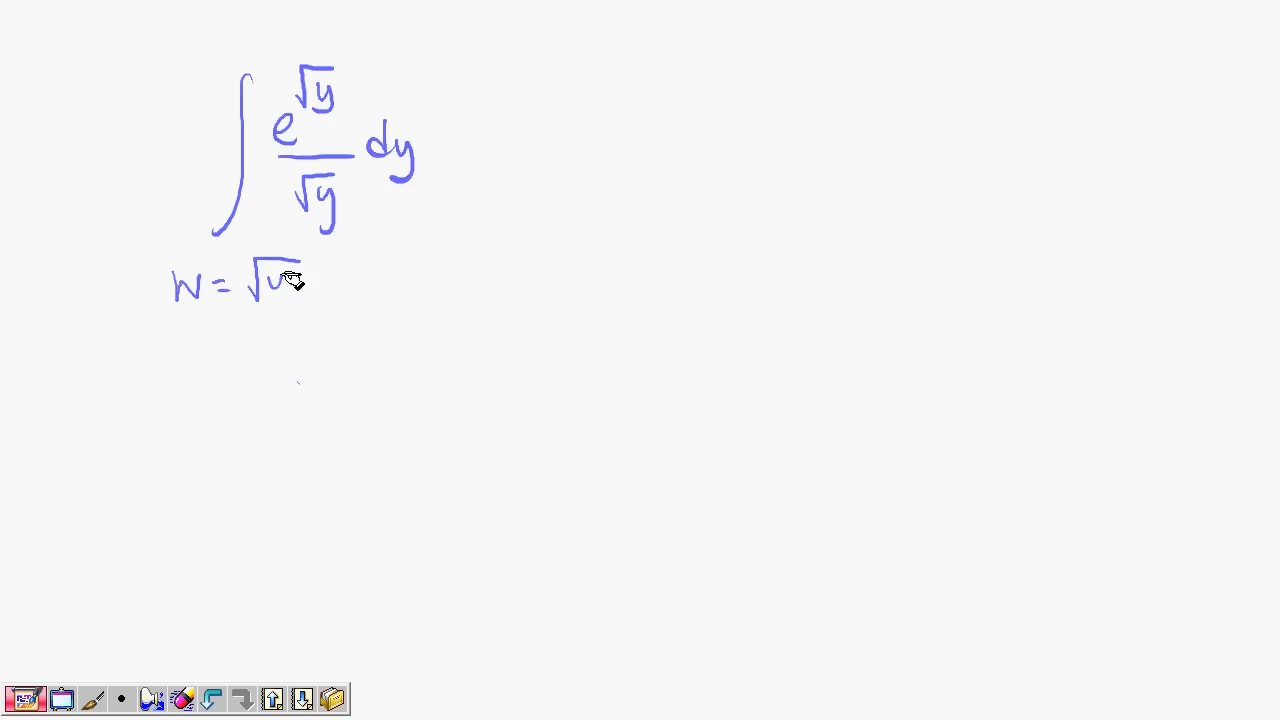 ∫ e^√y / √y dy
w = √